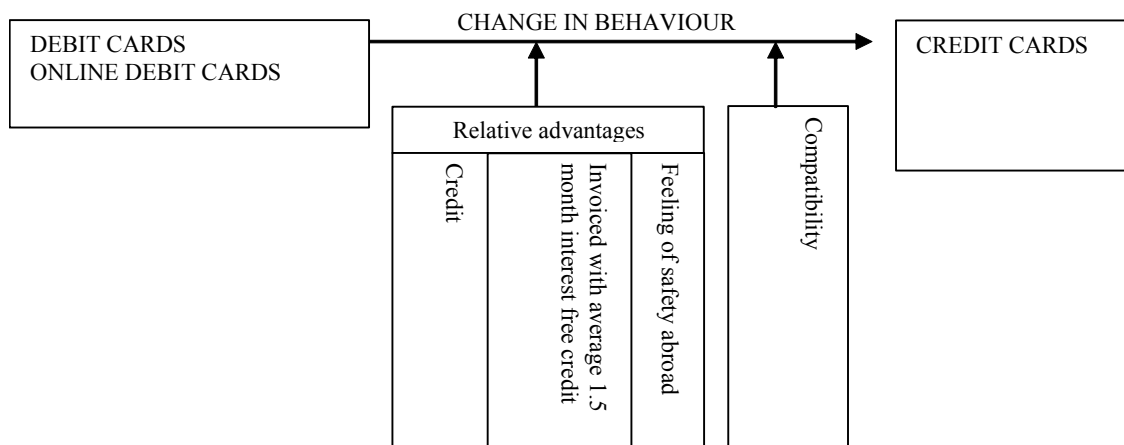 CHANGE IN BEHAVIOUR
DEBIT CARDS
ONLINE DEBIT CARDS
CREDIT CARDS
Relative advantages
Credit
Invoiced with average 1.5
month interest free credit
Feeling of safety abroad
Compatibility